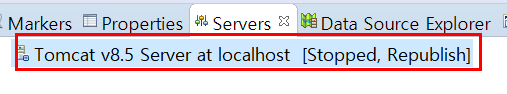 Markers Properties Servers Data Source Explorer
Tomcat v8.5 Server at localhost [Stopped, Republish]